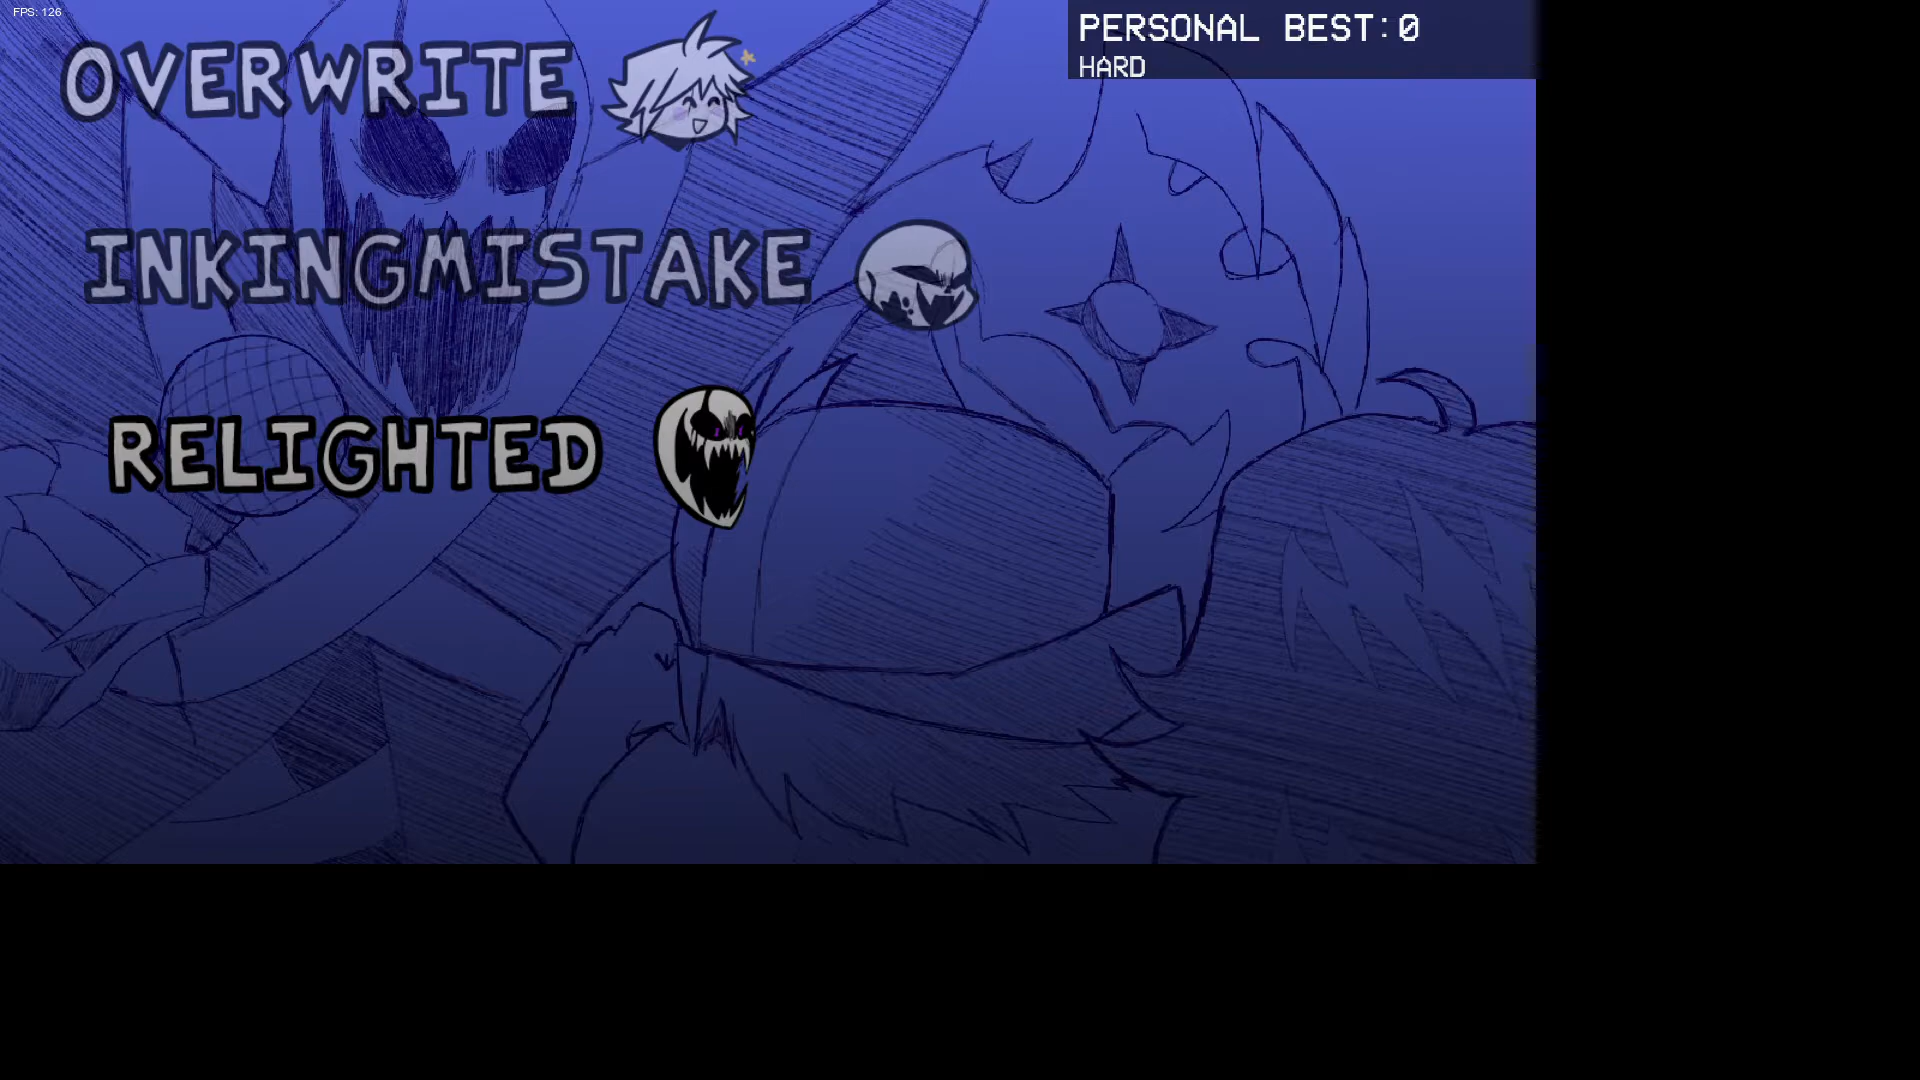 FPS: 126
PERSONAL BEST:0
HARD
OVERWRITE
INKINGMISTAKE
RELIGHTED